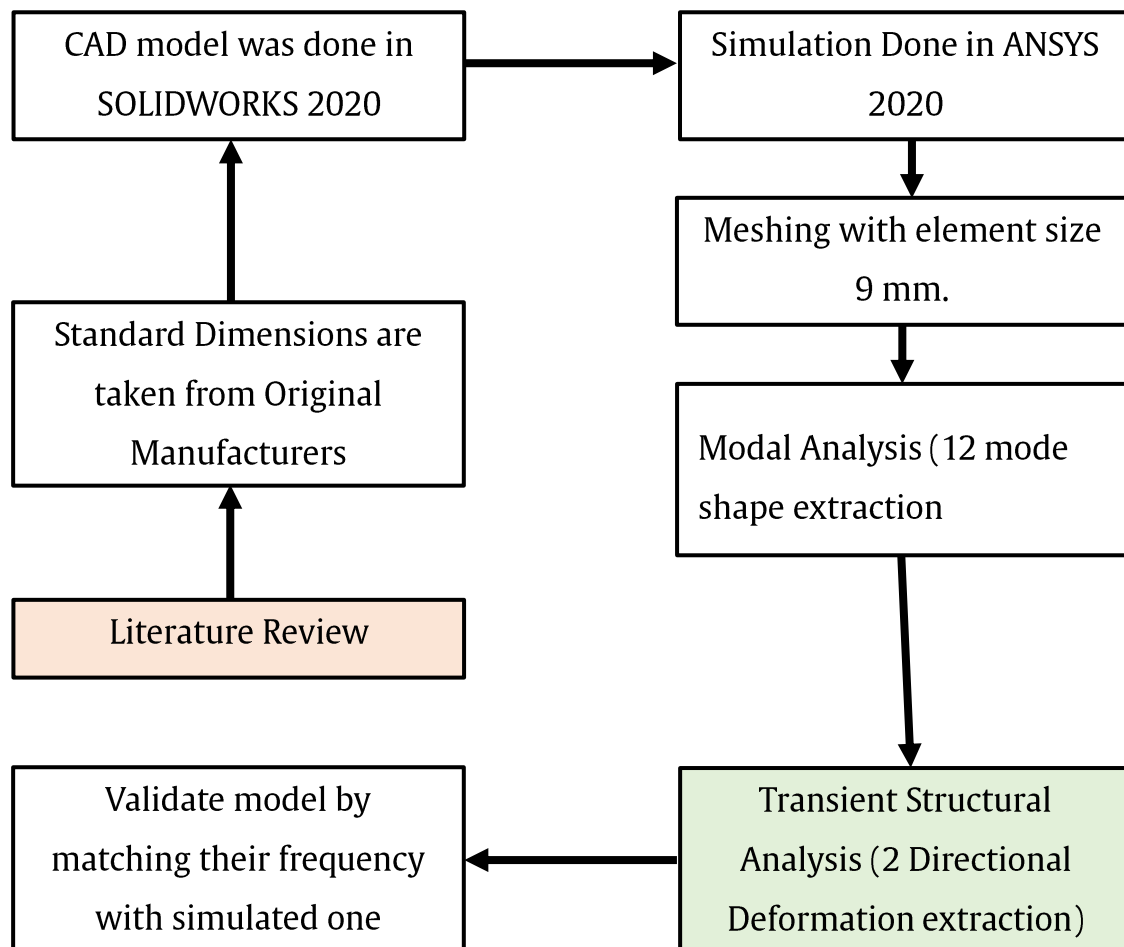 CAD model was done in
SOLIDWORKS 2020
Simulation Done in ANSYS
2020
Meshing with element size
9 mm.
Standard Dimensions are
taken from Original
Manufacturers
Modal Analysis (12 mode
shape extraction
Literature Review
Validate model by
matching their frequency
with simulated one
Transient Structural
Analysis (2 Directional
Deformation extraction)